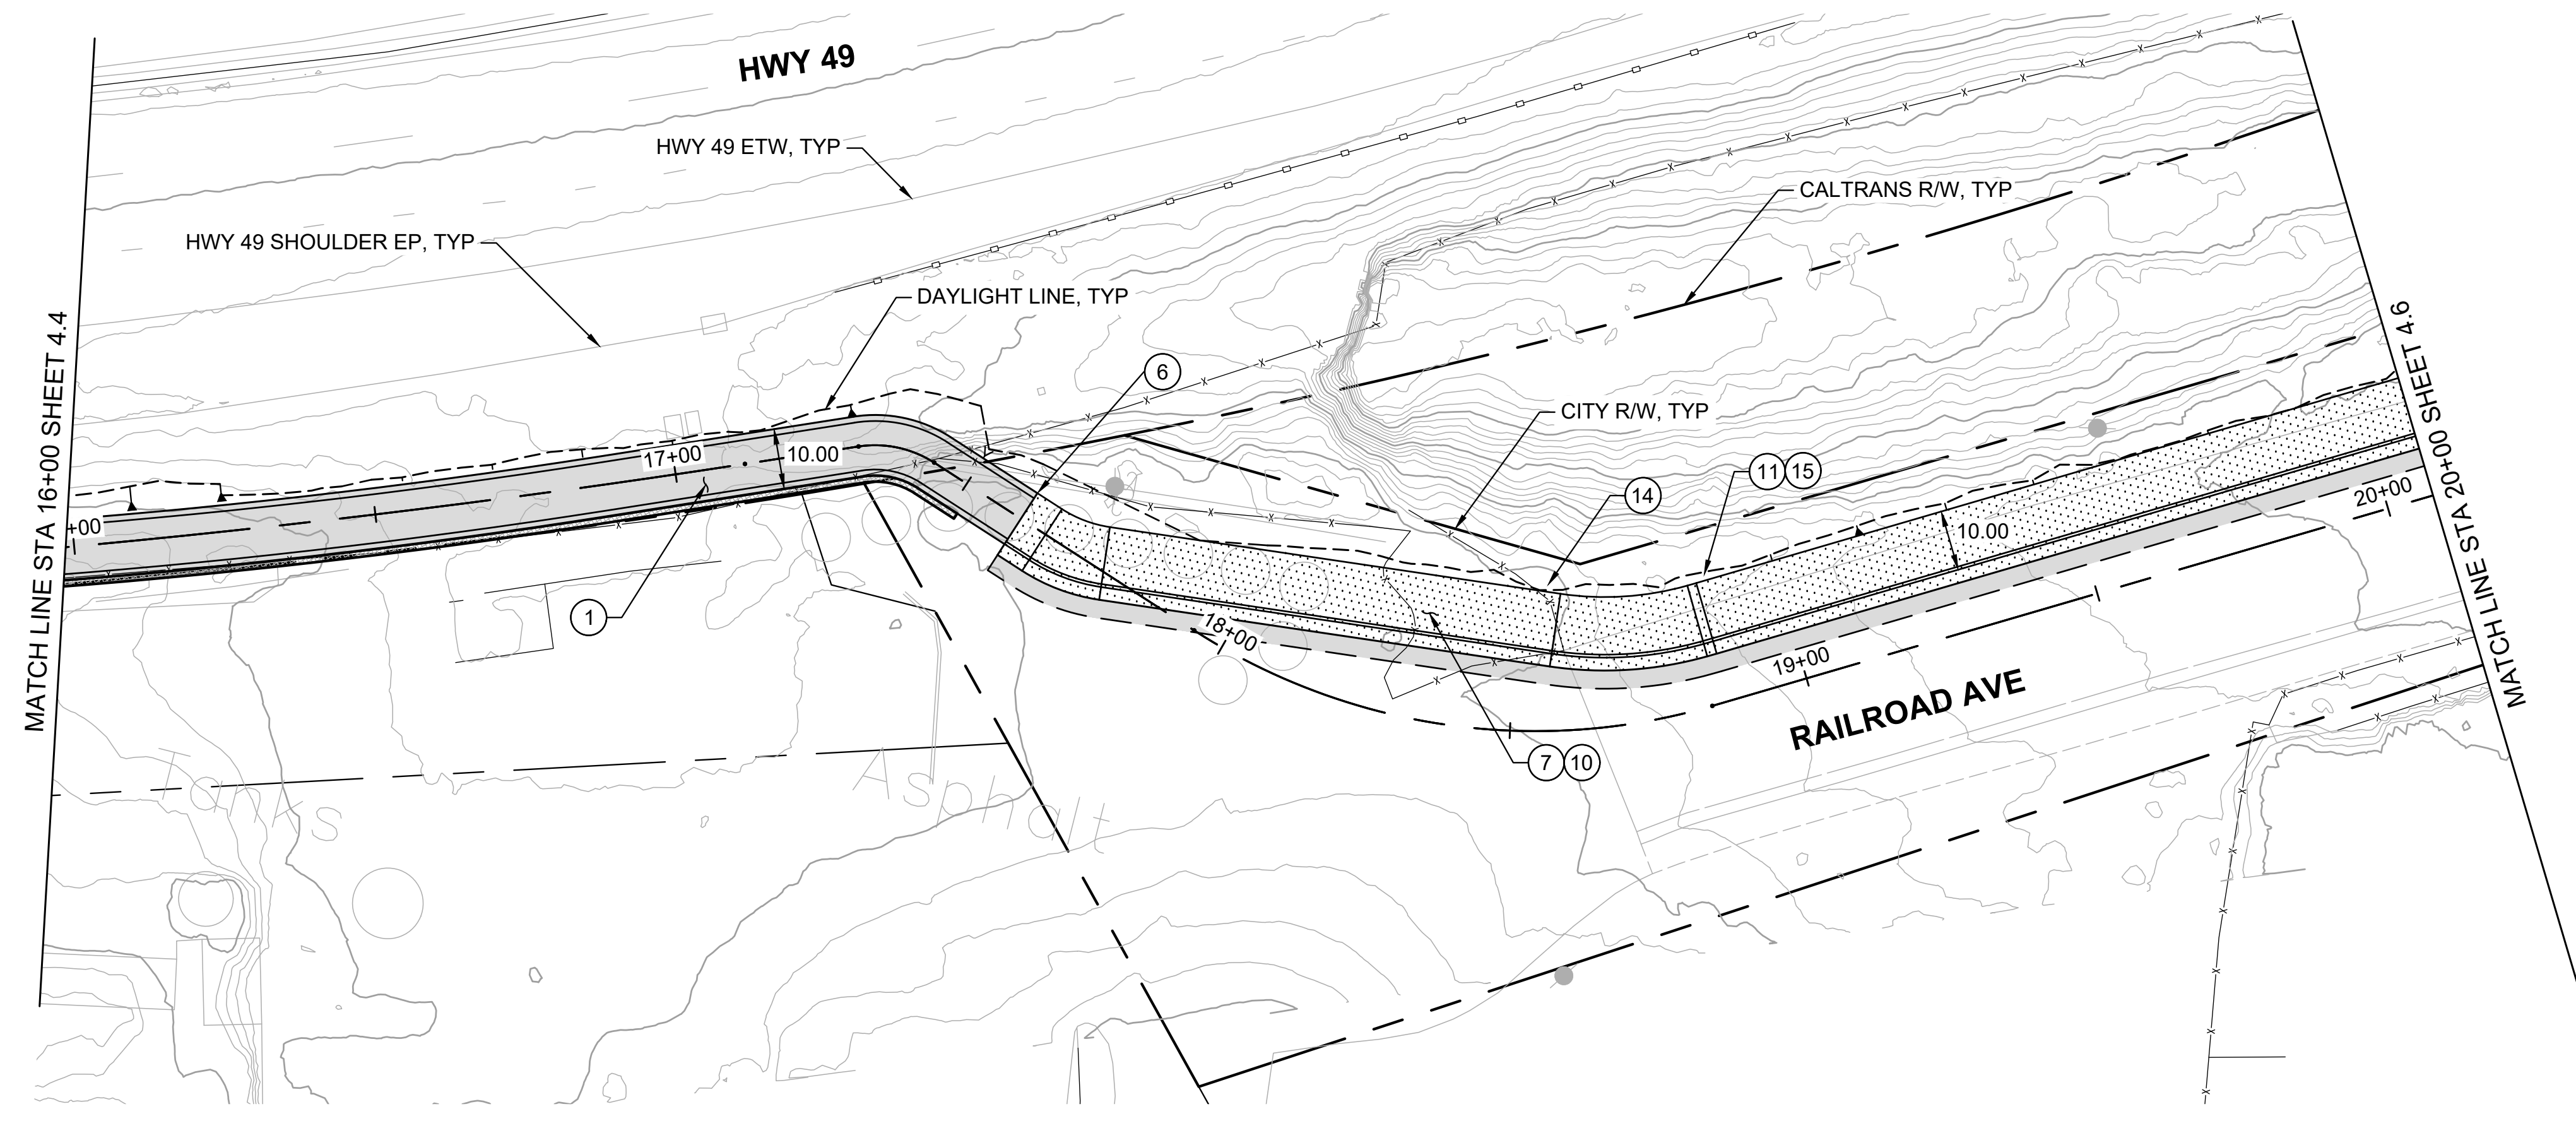 HWY 49
HWY 49 ETW, TYP
CALTRANS R/W, TYP
HWY 49 SHOULDER EP, TYP
DAYLIGHT LINE, TYP
MATCH LINE STA 16+00 SHEET 4.4
MATCH LINE STA 20+00 SHEET 4.6
6
CITY R/W, TYP
17+00
10.00
11 15
14
20+00
+00
10.00
1
18+00
19+00
RAILROAD AVE
7 10
Tanks
Asphalt